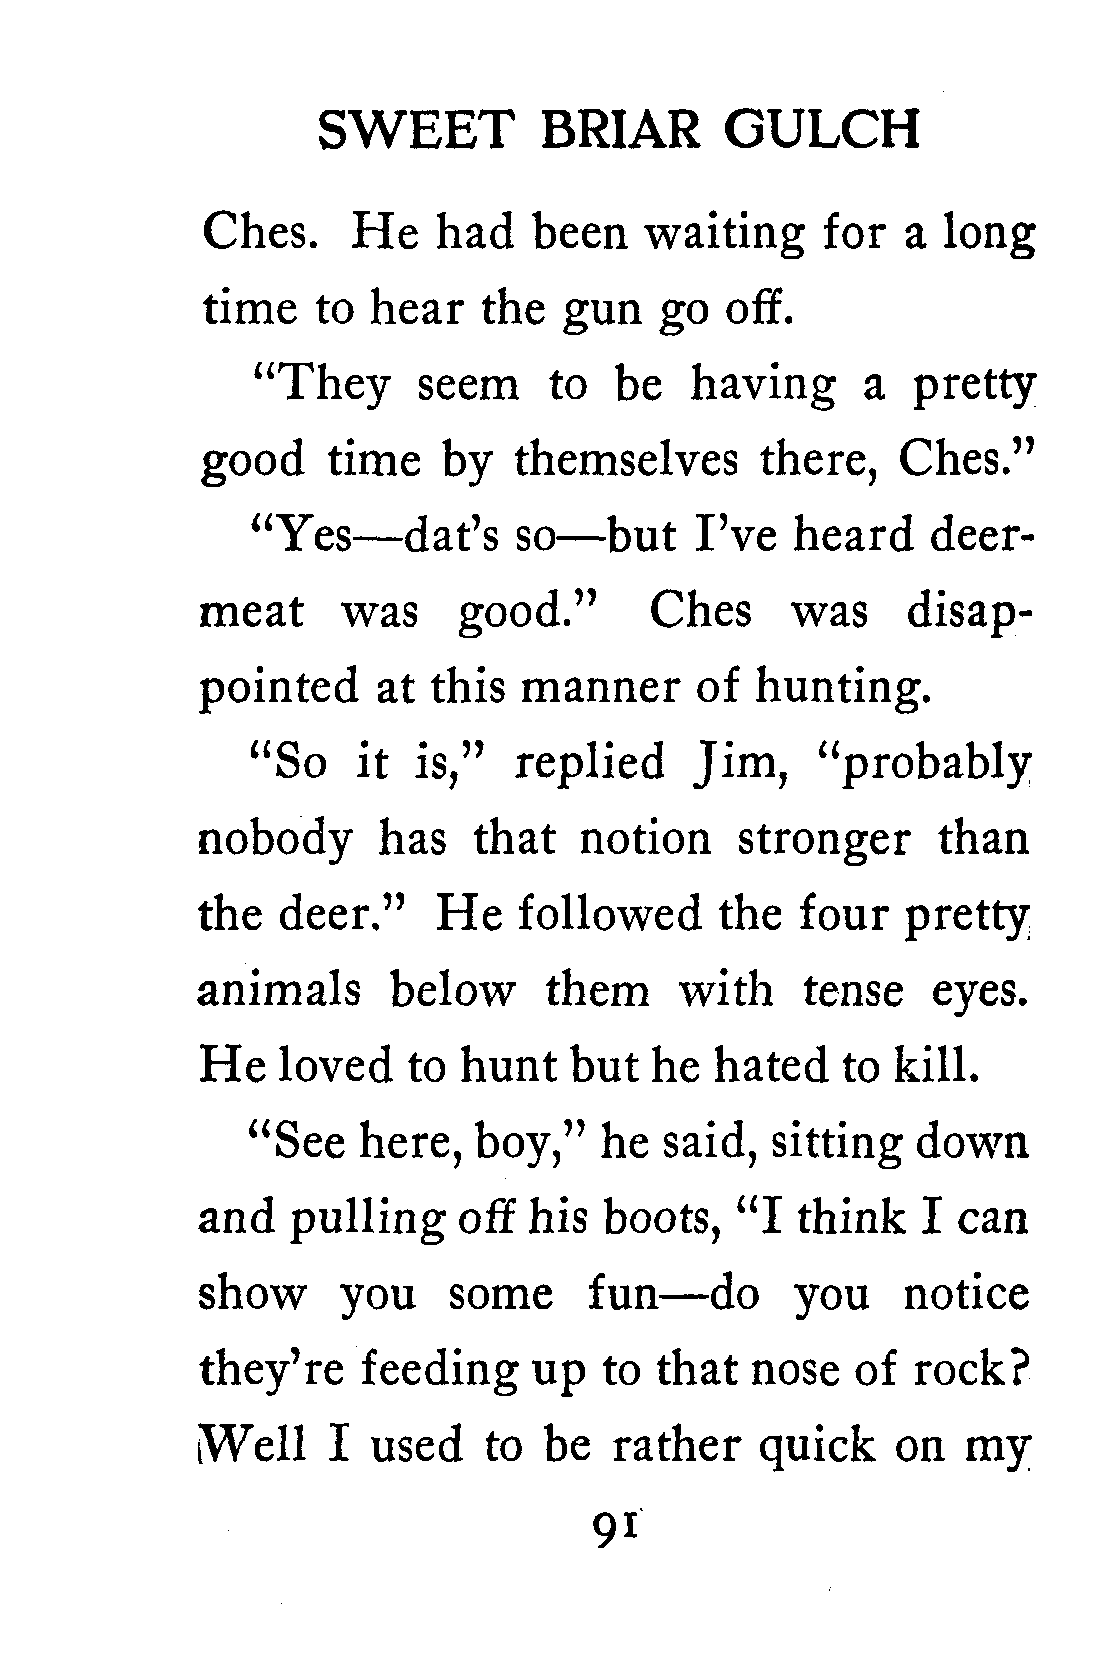 SWEET BRIAR GULCH
Ches. He had been waiting for a long
time to hear the gun go off.
“They seem to be having a pretty
good time by themselves there, Ches.”
“Yes—dat’s so—but I’ve heard deer-
meat was good.” Ches was disap-
pointed at this manner of hunting.
“So it is,” replied Jim, “probably
nobody has that notion stronger than
the deer.” He followed the four pretty
animals below them with tense eyes.
He loved to hunt but he hated to kill.
“See here, boy,” he said, sitting down
and pulling off his boots, “I think I can
show you some fun—do you notice
they’re feeding up to that nose of rock?
Well I used to be rather quick on my
91